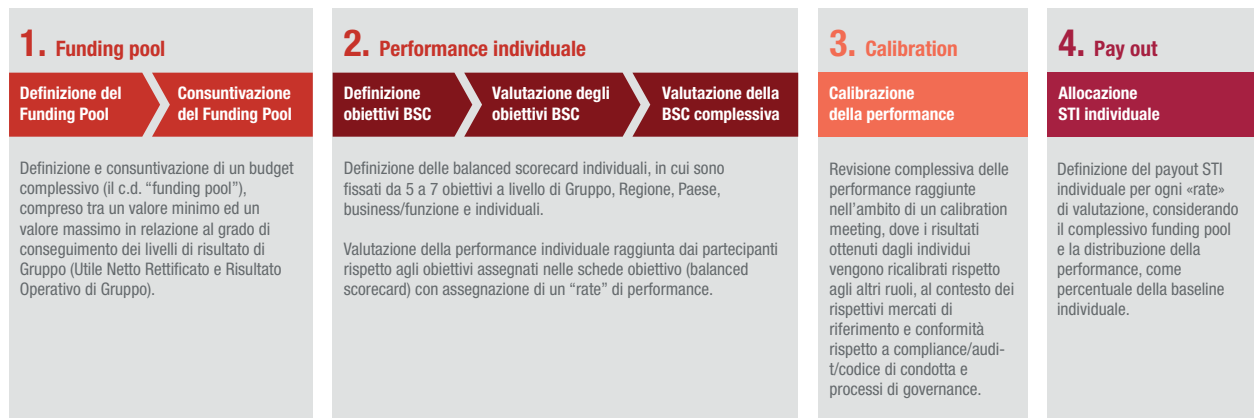 1. Funding pool
Definizione del
Funding Pool
Consuntivazione
del Funding Pool
Definizione e consuntivazione di un budget
complessivo (il c.d. “funding pool”),
compreso tra un valore minimo ed un
valore massimo in relazione al grado di
conseguimento dei livelli di risultato di
Gruppo (Utile Netto Rettificato e Risultato
Operativo di Gruppo).
2. Performance individuale
Definizione
obiettivi BSC
Valutazione degli
obiettivi BSC
Valutazione della
BSC complessiva
Definizione delle balanced scorecard individuali, in cui sono
fissati da 5 a 7 obiettivi a livello di Gruppo, Regione, Paese,
business/funzione e individuali.
Valutazione della performance individuale raggiunta dai partecipanti
rispetto agli obiettivi assegnati nelle schede obiettivo (balanced
scorecard) con assegnazione di un “rate” di performance.
3. Calibration
Calibrazione
della performance
Revisione complessiva delle
performance raggiunte
nell’ambito di un calibration
meeting, dove i risultati
ottenuti dagli individui
vengono ricalibrati rispetto
agli altri ruoli, al contesto dei
rispettivi mercati di
riferimento e conformità
rispetto a compliance/audi-
t/codice di condotta e
processi di governance.
4. Pay out
Allocazione
STI individuale
Definizione del payout STI
individuale per ogni «rate»
di valutazione, considerando
il complessivo funding pool
e la distribuzione della
performance, come
percentuale della baseline
individuale.